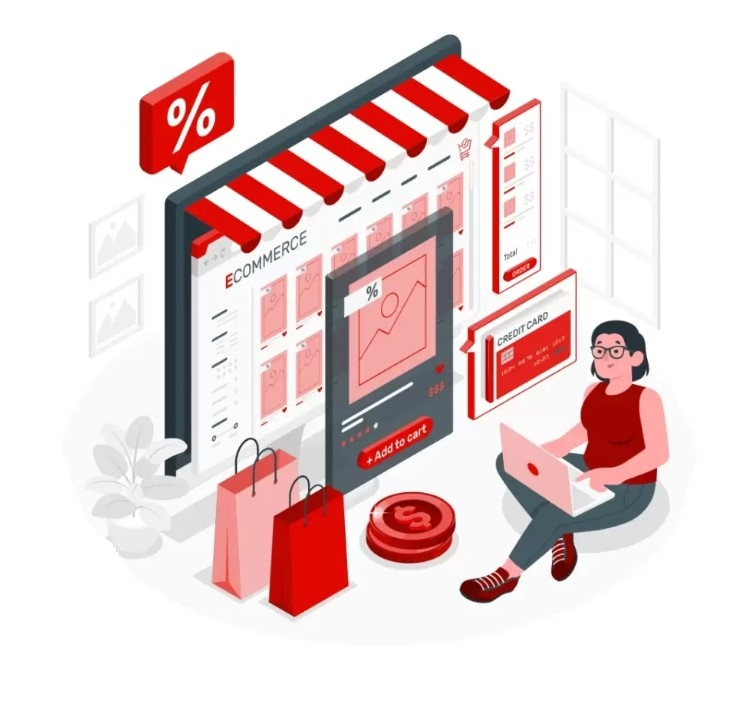 %
ECOMMERCE
%
$$$
+ Add to cart
$$
$$
$$
Total
ORDER
CREDIT CARD
$